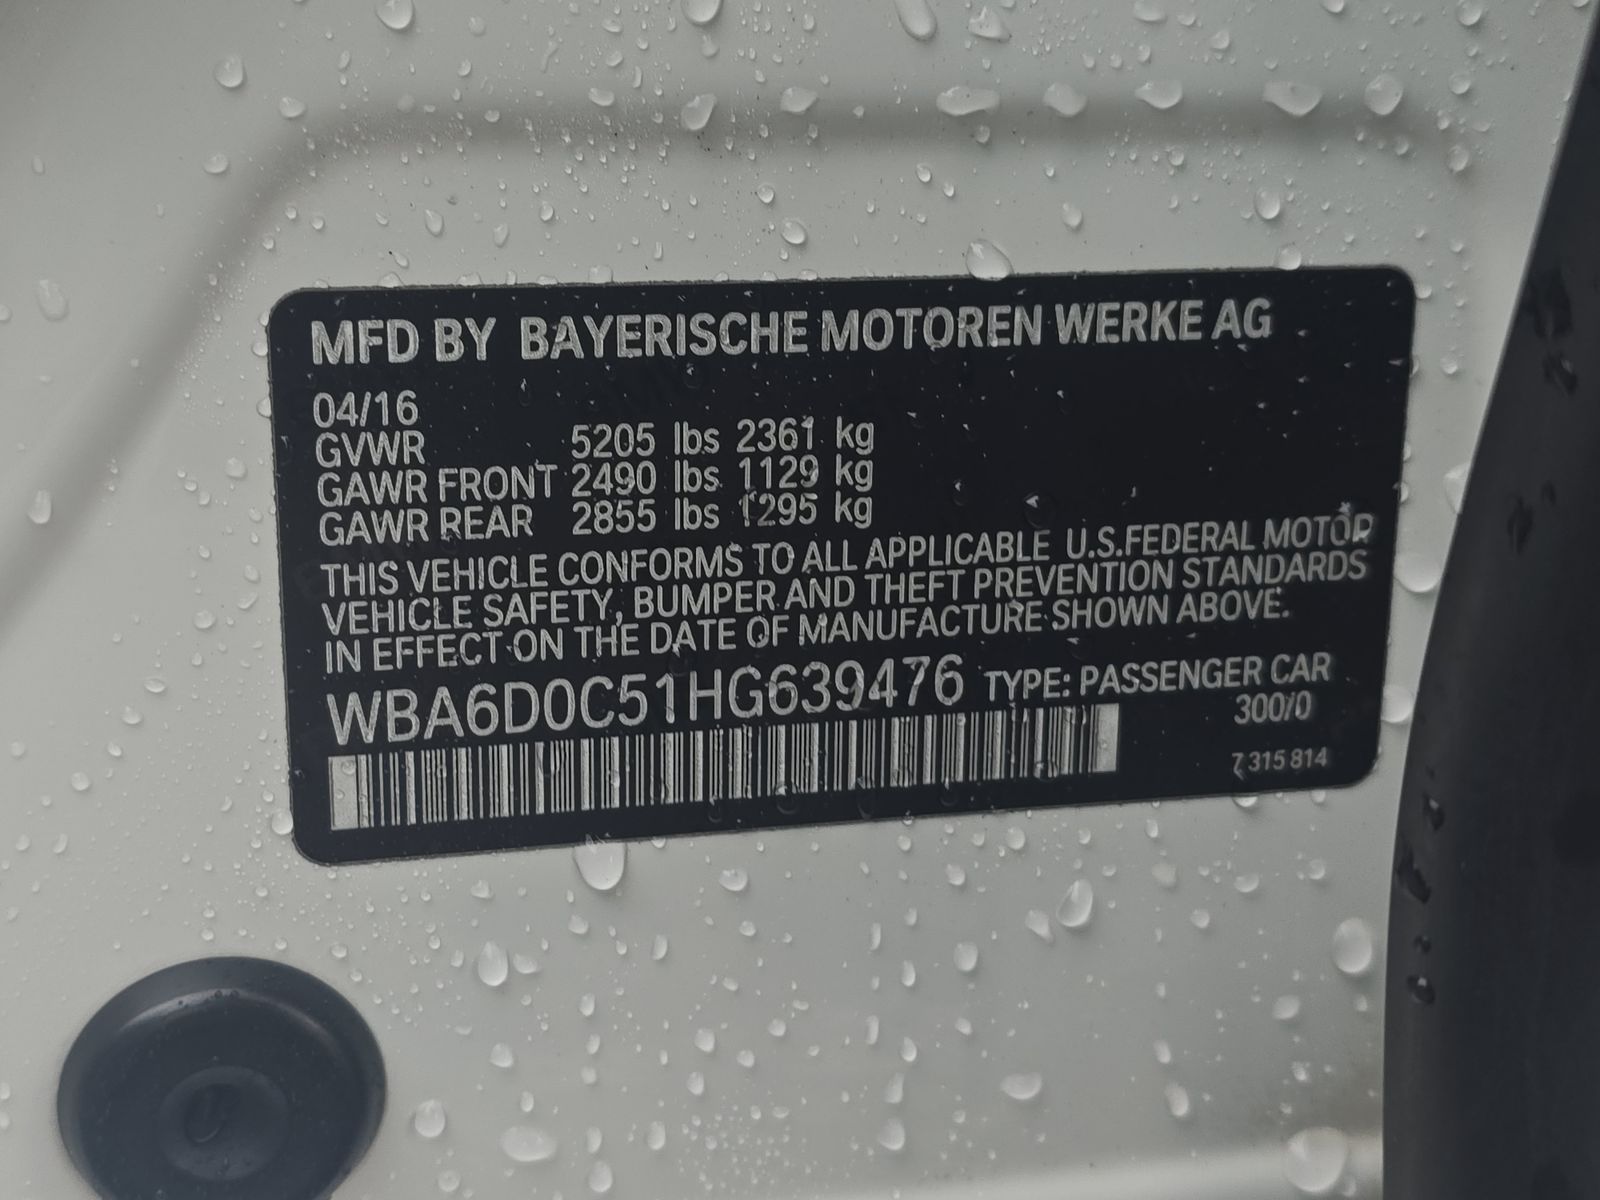 MFD BY BAYERISCHE MOTOREN WERKE AG
04/16
GVWR 5205 lbs 2361 kg
GAWR FRONT 2490 lbs 1129 kg
GAWR REAR 2855 lbs 1295 kg
THIS VEHICLE CONFORMS TO ALL APPLICABLE U.S.FEDERAL MOTOR
VEHICLE SAFETY, BUMPER AND THEFT PREVENTION STANDARDS
IN EFFECT ON THE DATE OF MANUFACTURE SHOWN ABOVE.
WBA6D0C51HG639476 TYPE: PASSENGER CAR
300/0
7 315 814